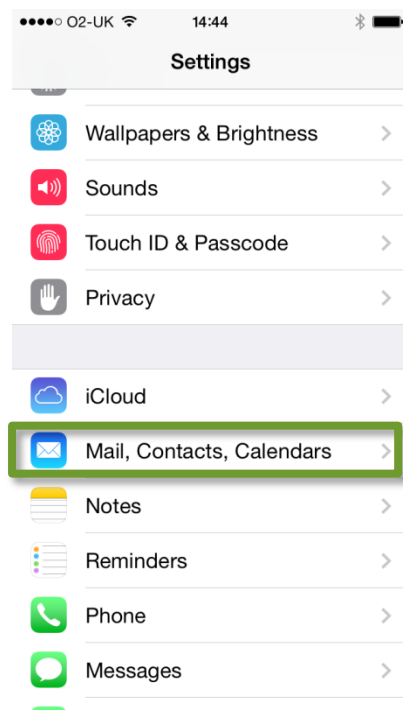 O2-UK 14:44
Settings
Wallpapers & Brightness
Sounds
Touch ID & Passcode
Privacy
iCloud
Mail, Contacts, Calendars
Notes
Reminders
Phone
Messages